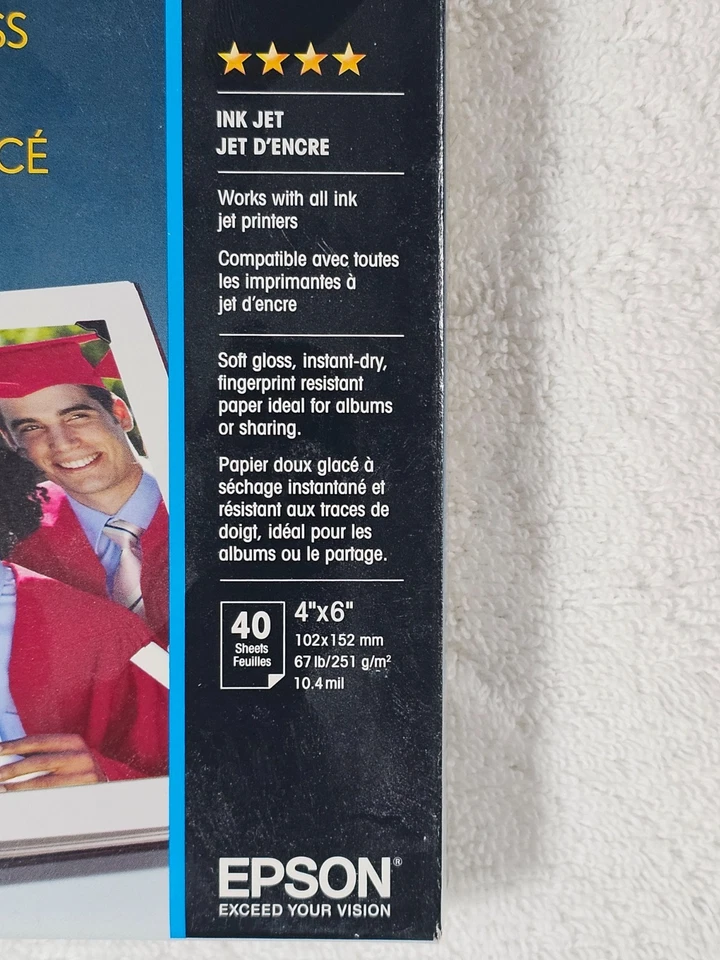 SS
CÉ
INK JET
JET D'ENCRE
Works with all ink
jet printers
Compatible avec toutes
les imprimantes à
jet d'encre
Soft gloss, instant-dry,
fingerprint resistant
paper ideal for albums
or sharing.
Papier doux glacé à
séchage instantané et
résistant aux traces de
doigt, idéal pour les
albums ou le partage.
40
Sheets
Feuilles
4"x6"
102x152 mm
67 lb/251 g/m²
10.4 mil
EPSON®
EXCEED YOUR VISION